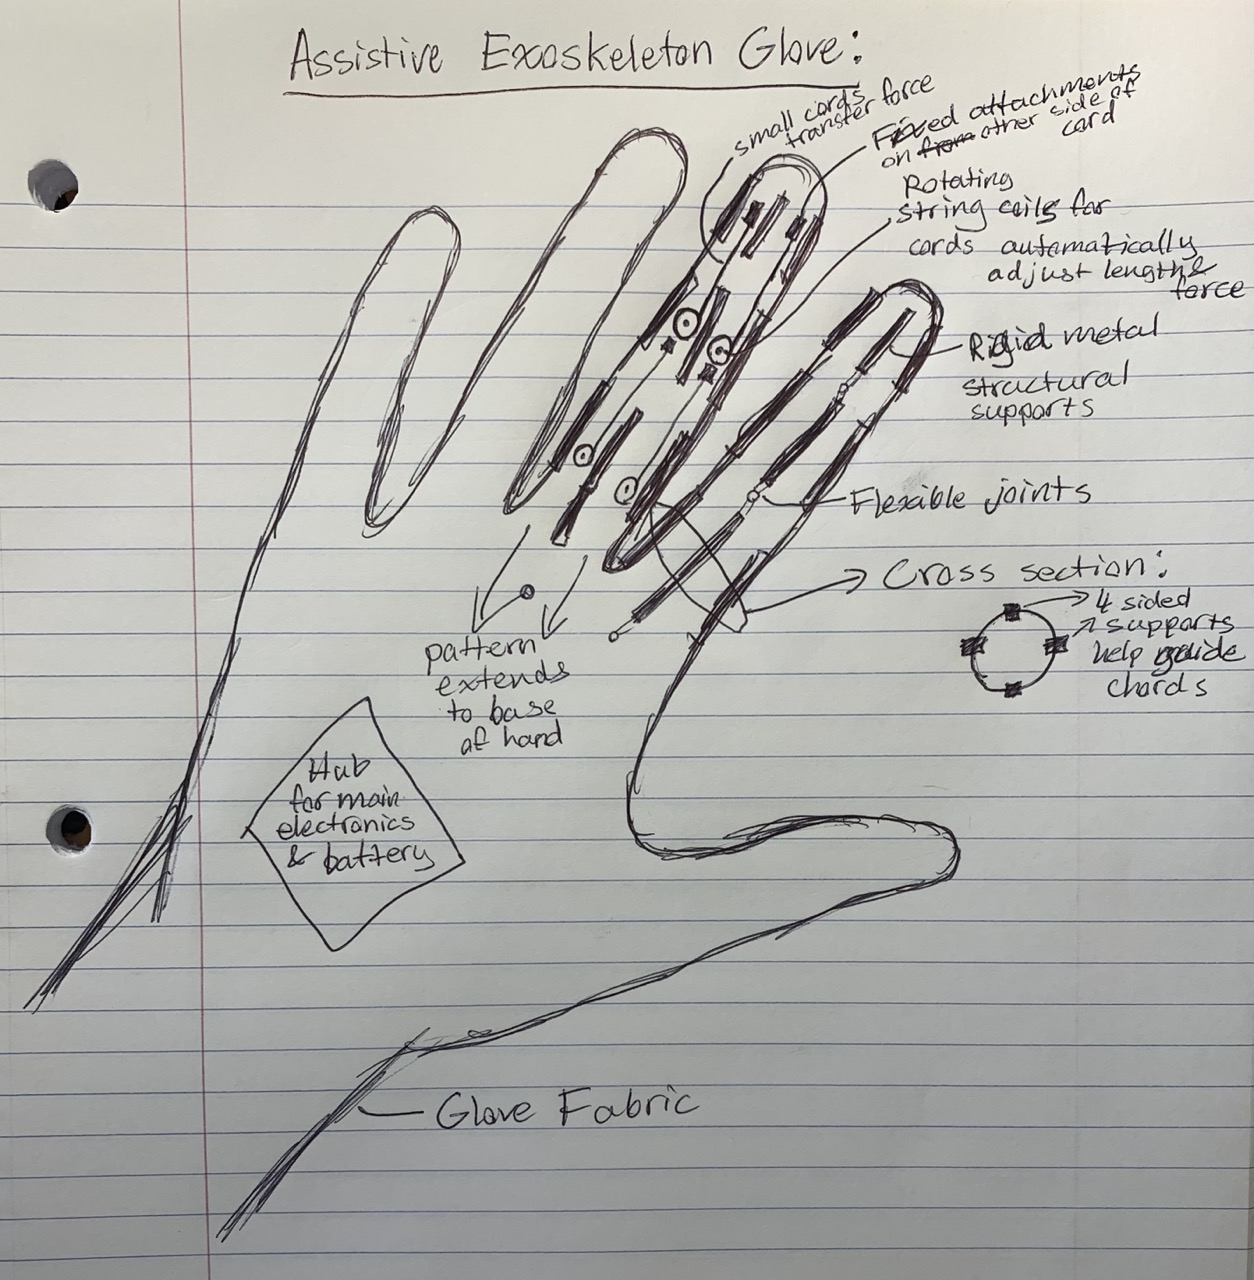 Assistive Exoskeleton Glove:
small cords
transfer force
Fixed attachments
on from other side of
cord
Rotating
string coils for
cords automatically
adjust length &
force
Rigid metal
structural
supports
Flexible joints
Cross section:
4 sided
supports
help guide
chords
pattern
extends
to base
of hand
Hub
for main
electronics
& battery
Glove Fabric